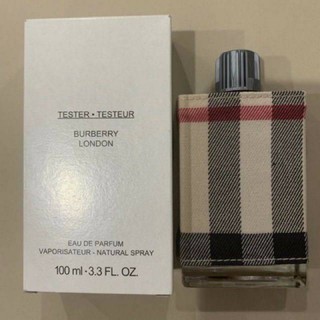 TESTER • TESTEUR
BURBERRY
LONDON
EAU DE PARFUM
VAPORISATEUR - NATURAL SPRAY
100 ml • 3.3 FL. OZ.